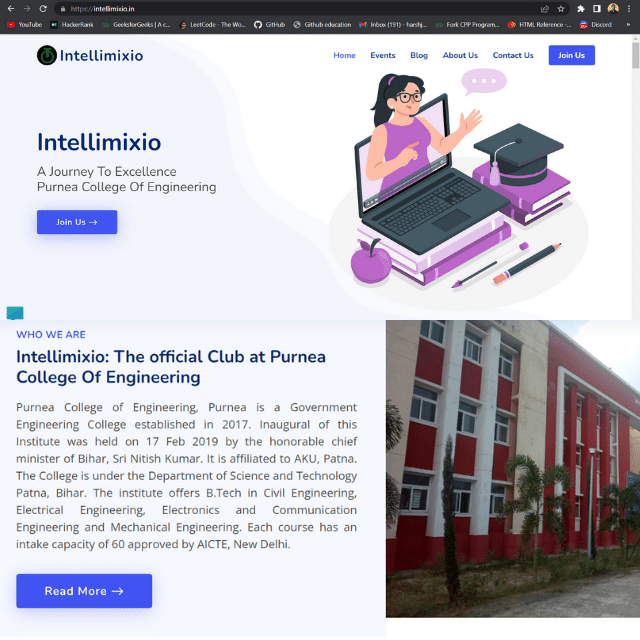 https://intellimixio.in
YouTube
HackerRank
GeeksforGeeks | A c...
LeetCode - The Wo...
GitHub
Github education
Inbox (191) - harshj...
Fork CPP Program...
HTML Reference -...
Discord
»
Intellimixio
Home Events Blog About Us Contact Us Join Us
Intellimixio
A Journey To Excellence
Purnea College Of Engineering
Join Us →
WHO WE ARE
Intellimixio: The official Club at Purnea
College Of Engineering
Purnea College of Engineering, Purnea is a Government
Engineering College established in 2017. Inaugural of this
Institute was held on 17 Feb 2019 by the honorable chief
minister of Bihar, Sri Nitish Kumar. It is affiliated to AKU, Patna.
The College is under the Department of Science and Technology
Patna, Bihar. The institute offers B.Tech in Civil Engineering,
Electrical Engineering, Electronics and Communication
Engineering and Mechanical Engineering. Each course has an
intake capacity of 60 approved by AICTE, New Delhi.
Read More →